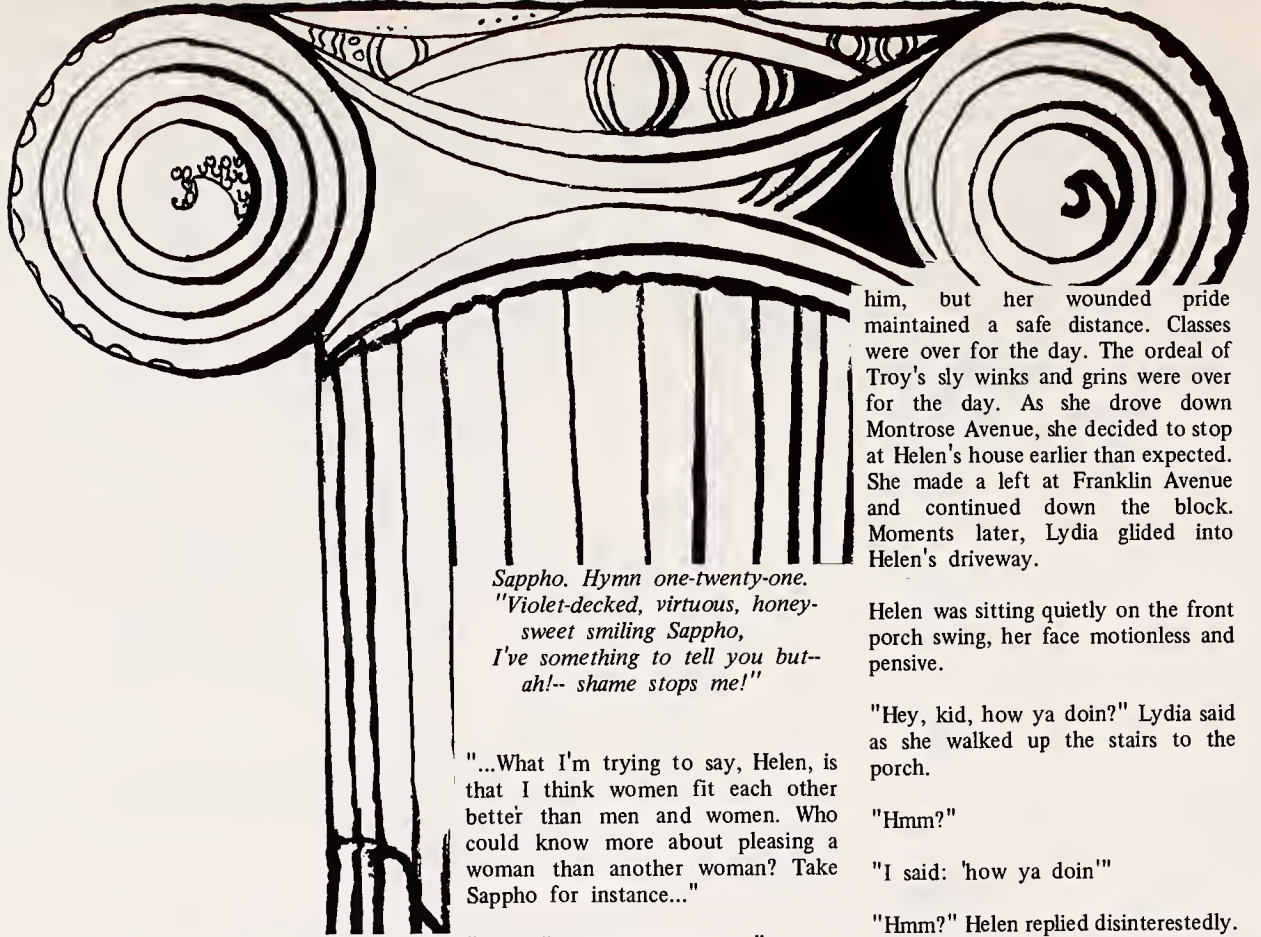 Sappho. Hymn one-twenty-one.
"Violet-decked, virtuous, honey-
sweet smiling Sappho,
I've something to tell you but--
ah!-- shame stops me!"
"...What I'm trying to say, Helen, is
that I think women fit each other
better than men and women. Who
could know more about pleasing a
woman than another woman? Take
Sappho for instance..."
him, but her wounded pride
maintained a safe distance. Classes
were over for the day. The ordeal of
Troy's sly winks and grins were over
for the day. As she drove down
Montrose Avenue, she decided to stop
at Helen's house earlier than expected.
She made a left at Franklin Avenue
and continued down the block.
Moments later, Lydia glided into
Helen's driveway.
Helen was sitting quietly on the front
porch swing, her face motionless and
pensive.
"Hey, kid, how ya doin?" Lydia said
as she walked up the stairs to the
porch.
"Hmm?"
"I said: 'how ya doin'"
"Hmm?" Helen replied disinterestedly.